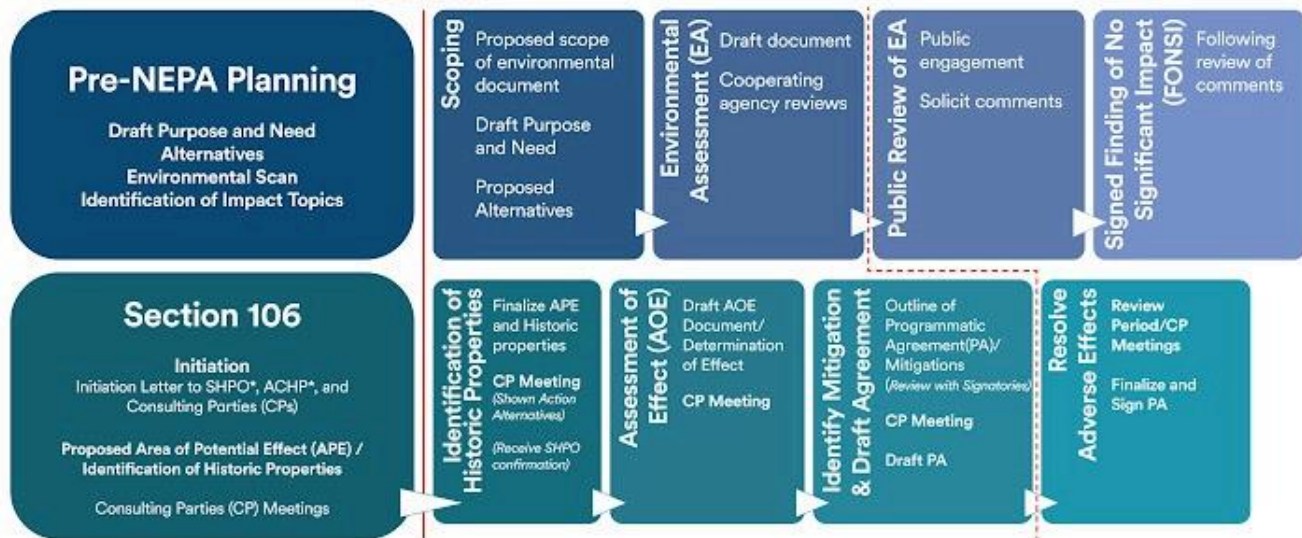 Pre-NEPA Planning
Draft Purpose and Need
Alternatives
Environmental Scan
Identification of Impact Topics
Scoping
Proposed scope
of environmental
document
Draft Purpose
and Need
Proposed
Alternatives
Environmental
Assessment (EA)
Draft document
Cooperating
agency reviews
Public Review of EA
Public
engagement
Solicit comments
Signed Finding of No
Significant Impact
(FONSI)
Following
review of
comments
Section 106
Initiation
Initiation Letter to SHPO*, ACHP*, and
Consulting Parties (CPs)
Proposed Area of Potential Effect (APE) /
Identification of Historic Properties
Consulting Parties (CP) Meetings
Identification of
Historic Properties
Finalize APE
and Historic
properties
CP Meeting
(Shown Action
Alternatives)
(Receive SHPO
confirmation)
Assessment of
Effect (AOE)
Draft AOE
Document/
Determination
of Effect
CP Meeting
Identify Mitigation
& Draft Agreement
Outline of
Programmatic
Agreement(PA)/
Mitigations
(Review with Signatories)
CP Meeting
Draft PA
Resolve
Adverse Effects
Review
Period/CP
Meetings
Finalize and
Sign PA